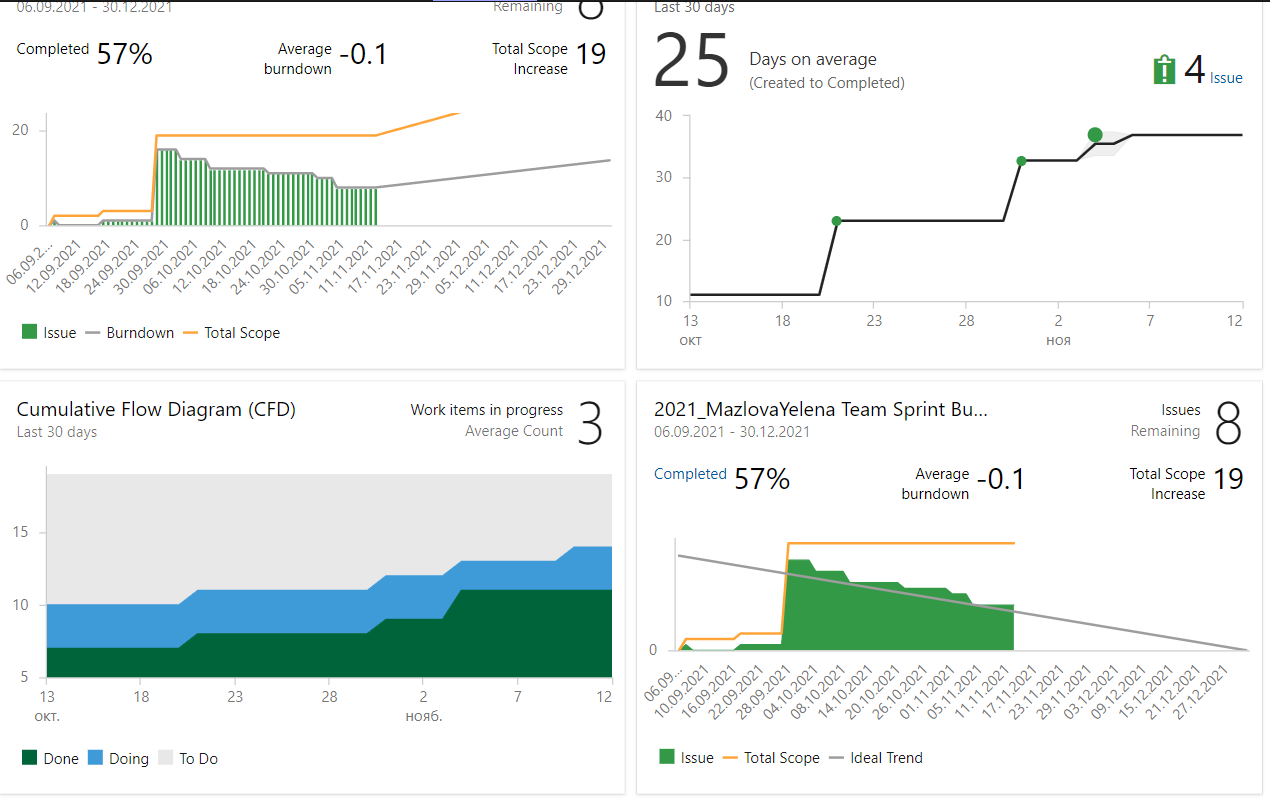 06.09.2021 - 30.12.2021
Remaining
Completed 57%
Average burndown -0.1
Total Scope Increase 19
20
0
06.09.2...
12.09.2021
18.09.2021
24.09.2021
30.09.2021
06.10.2021
12.10.2021
18.10.2021
24.10.2021
30.10.2021
05.11.2021
11.11.2021
17.11.2021
23.11.2021
29.11.2021
05.12.2021
11.12.2021
17.12.2021
23.12.2021
29.12.2021
Issue Burndown Total Scope
Last 30 days
25 Days on average
(Created to Completed)
4 Issue
40
30
20
10
13 18 23 28 2 7 12
окт ноя
Cumulative Flow Diagram (CFD)
Last 30 days
Work items in progress
Average Count
3
15
10
5
13 18 23 28 2 7 12
окт. нояб.
Done Doing To Do
2021_MazlovaYelena Team Sprint Bu...
06.09.2021 - 30.12.2021
Issues
Remaining
8
Completed 57%
Average burndown -0.1
Total Scope Increase 19
0
06.09...
10.09.2021
16.09.2021
22.09.2021
28.09.2021
04.10.2021
08.10.2021
14.10.2021
20.10.2021
26.10.2021
01.11.2021
05.11.2021
11.11.2021
17.11.2021
23.11.2021
29.11.2021
03.12.2021
09.12.2021
15.12.2021
21.12.2021
27.12.2021
Issue Total Scope Ideal Trend